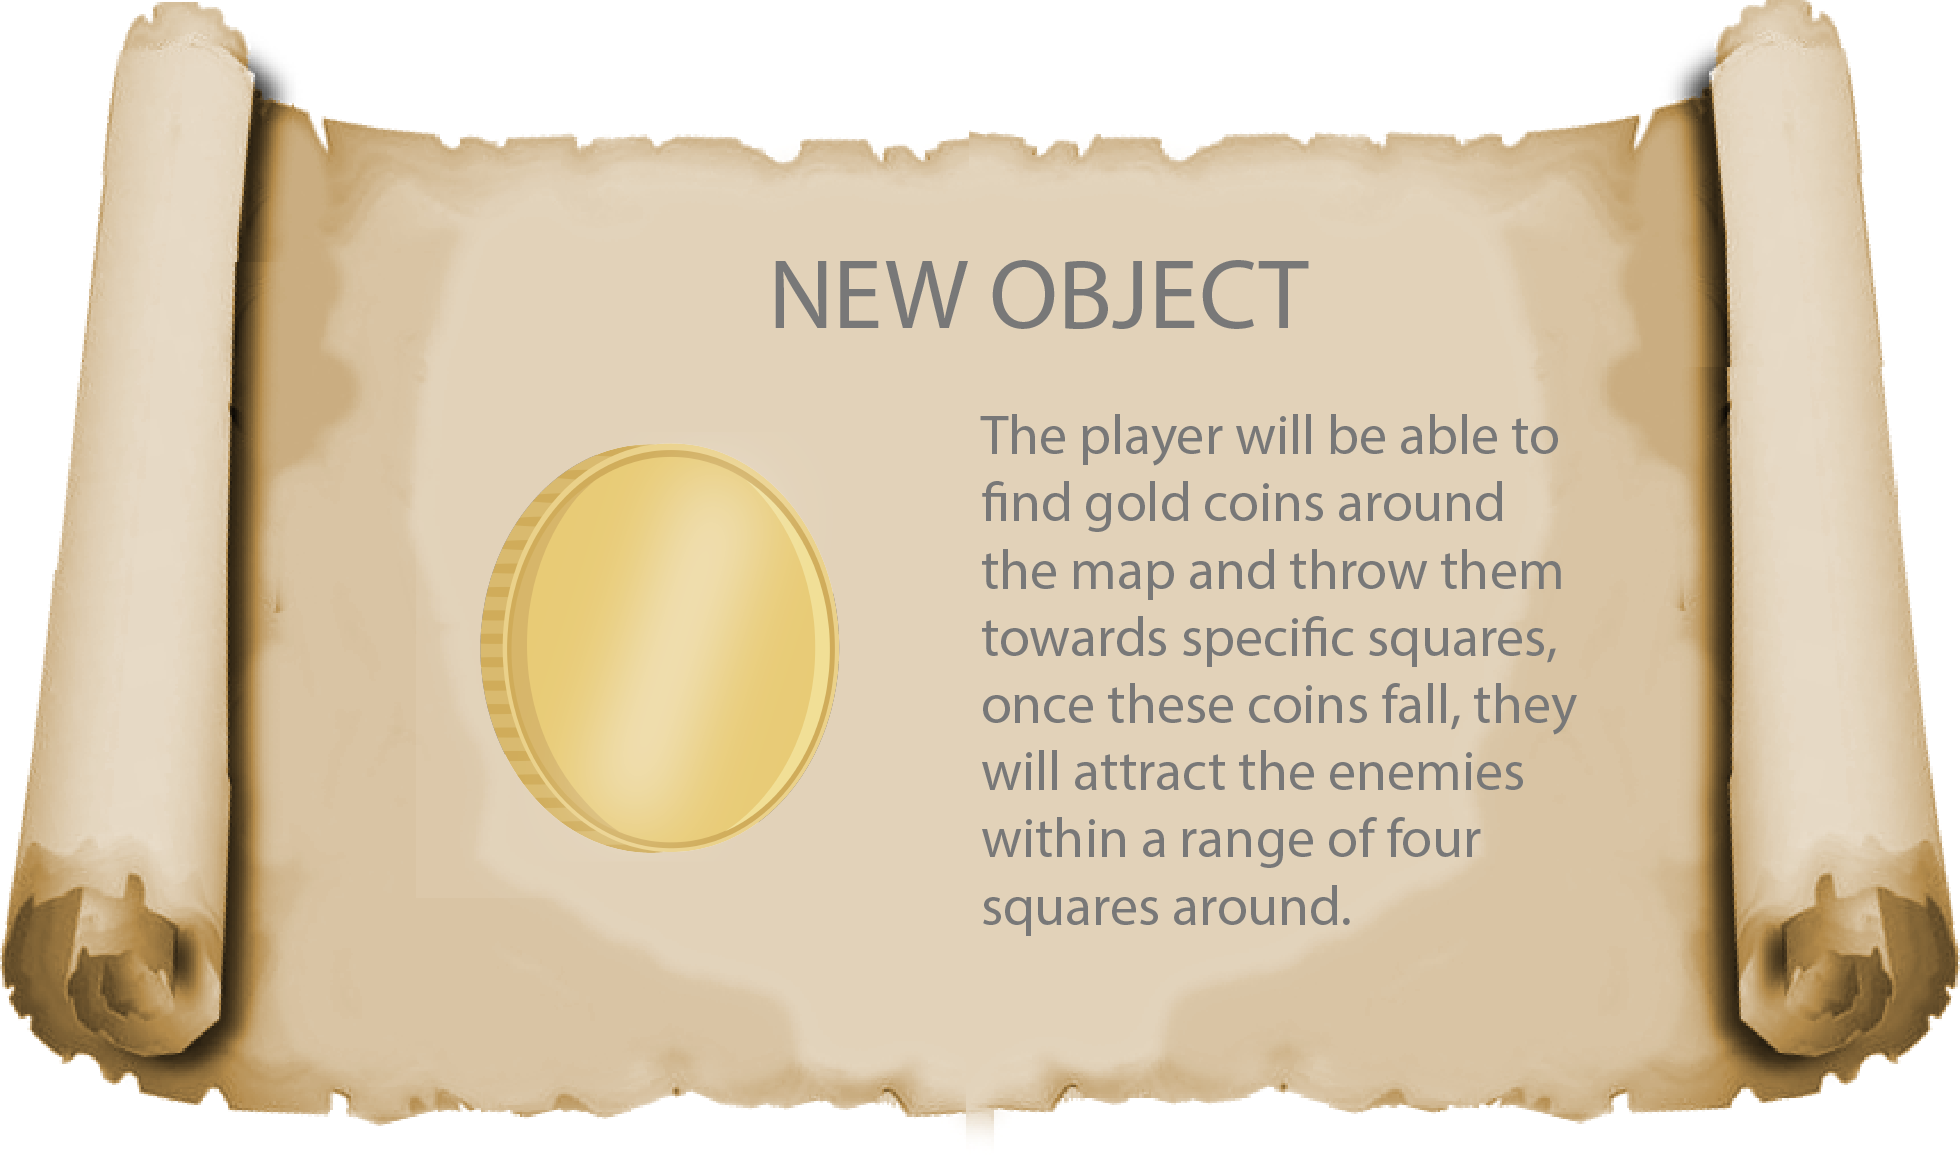 NEW OBJECT
The player will be able to
find gold coins around
the map and throw them
towards specific squares,
once these coins fall, they
will attract the enemies
within a range of four
squares around.